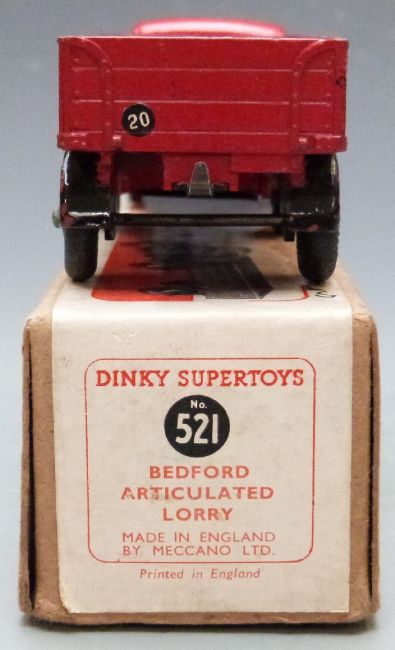 20
DINKY SUPERTOYS
No.
521
BEDFORD
ARTICULATED
LORRY
MADE IN ENGLAND
BY MECCANO LTD.
Printed in England